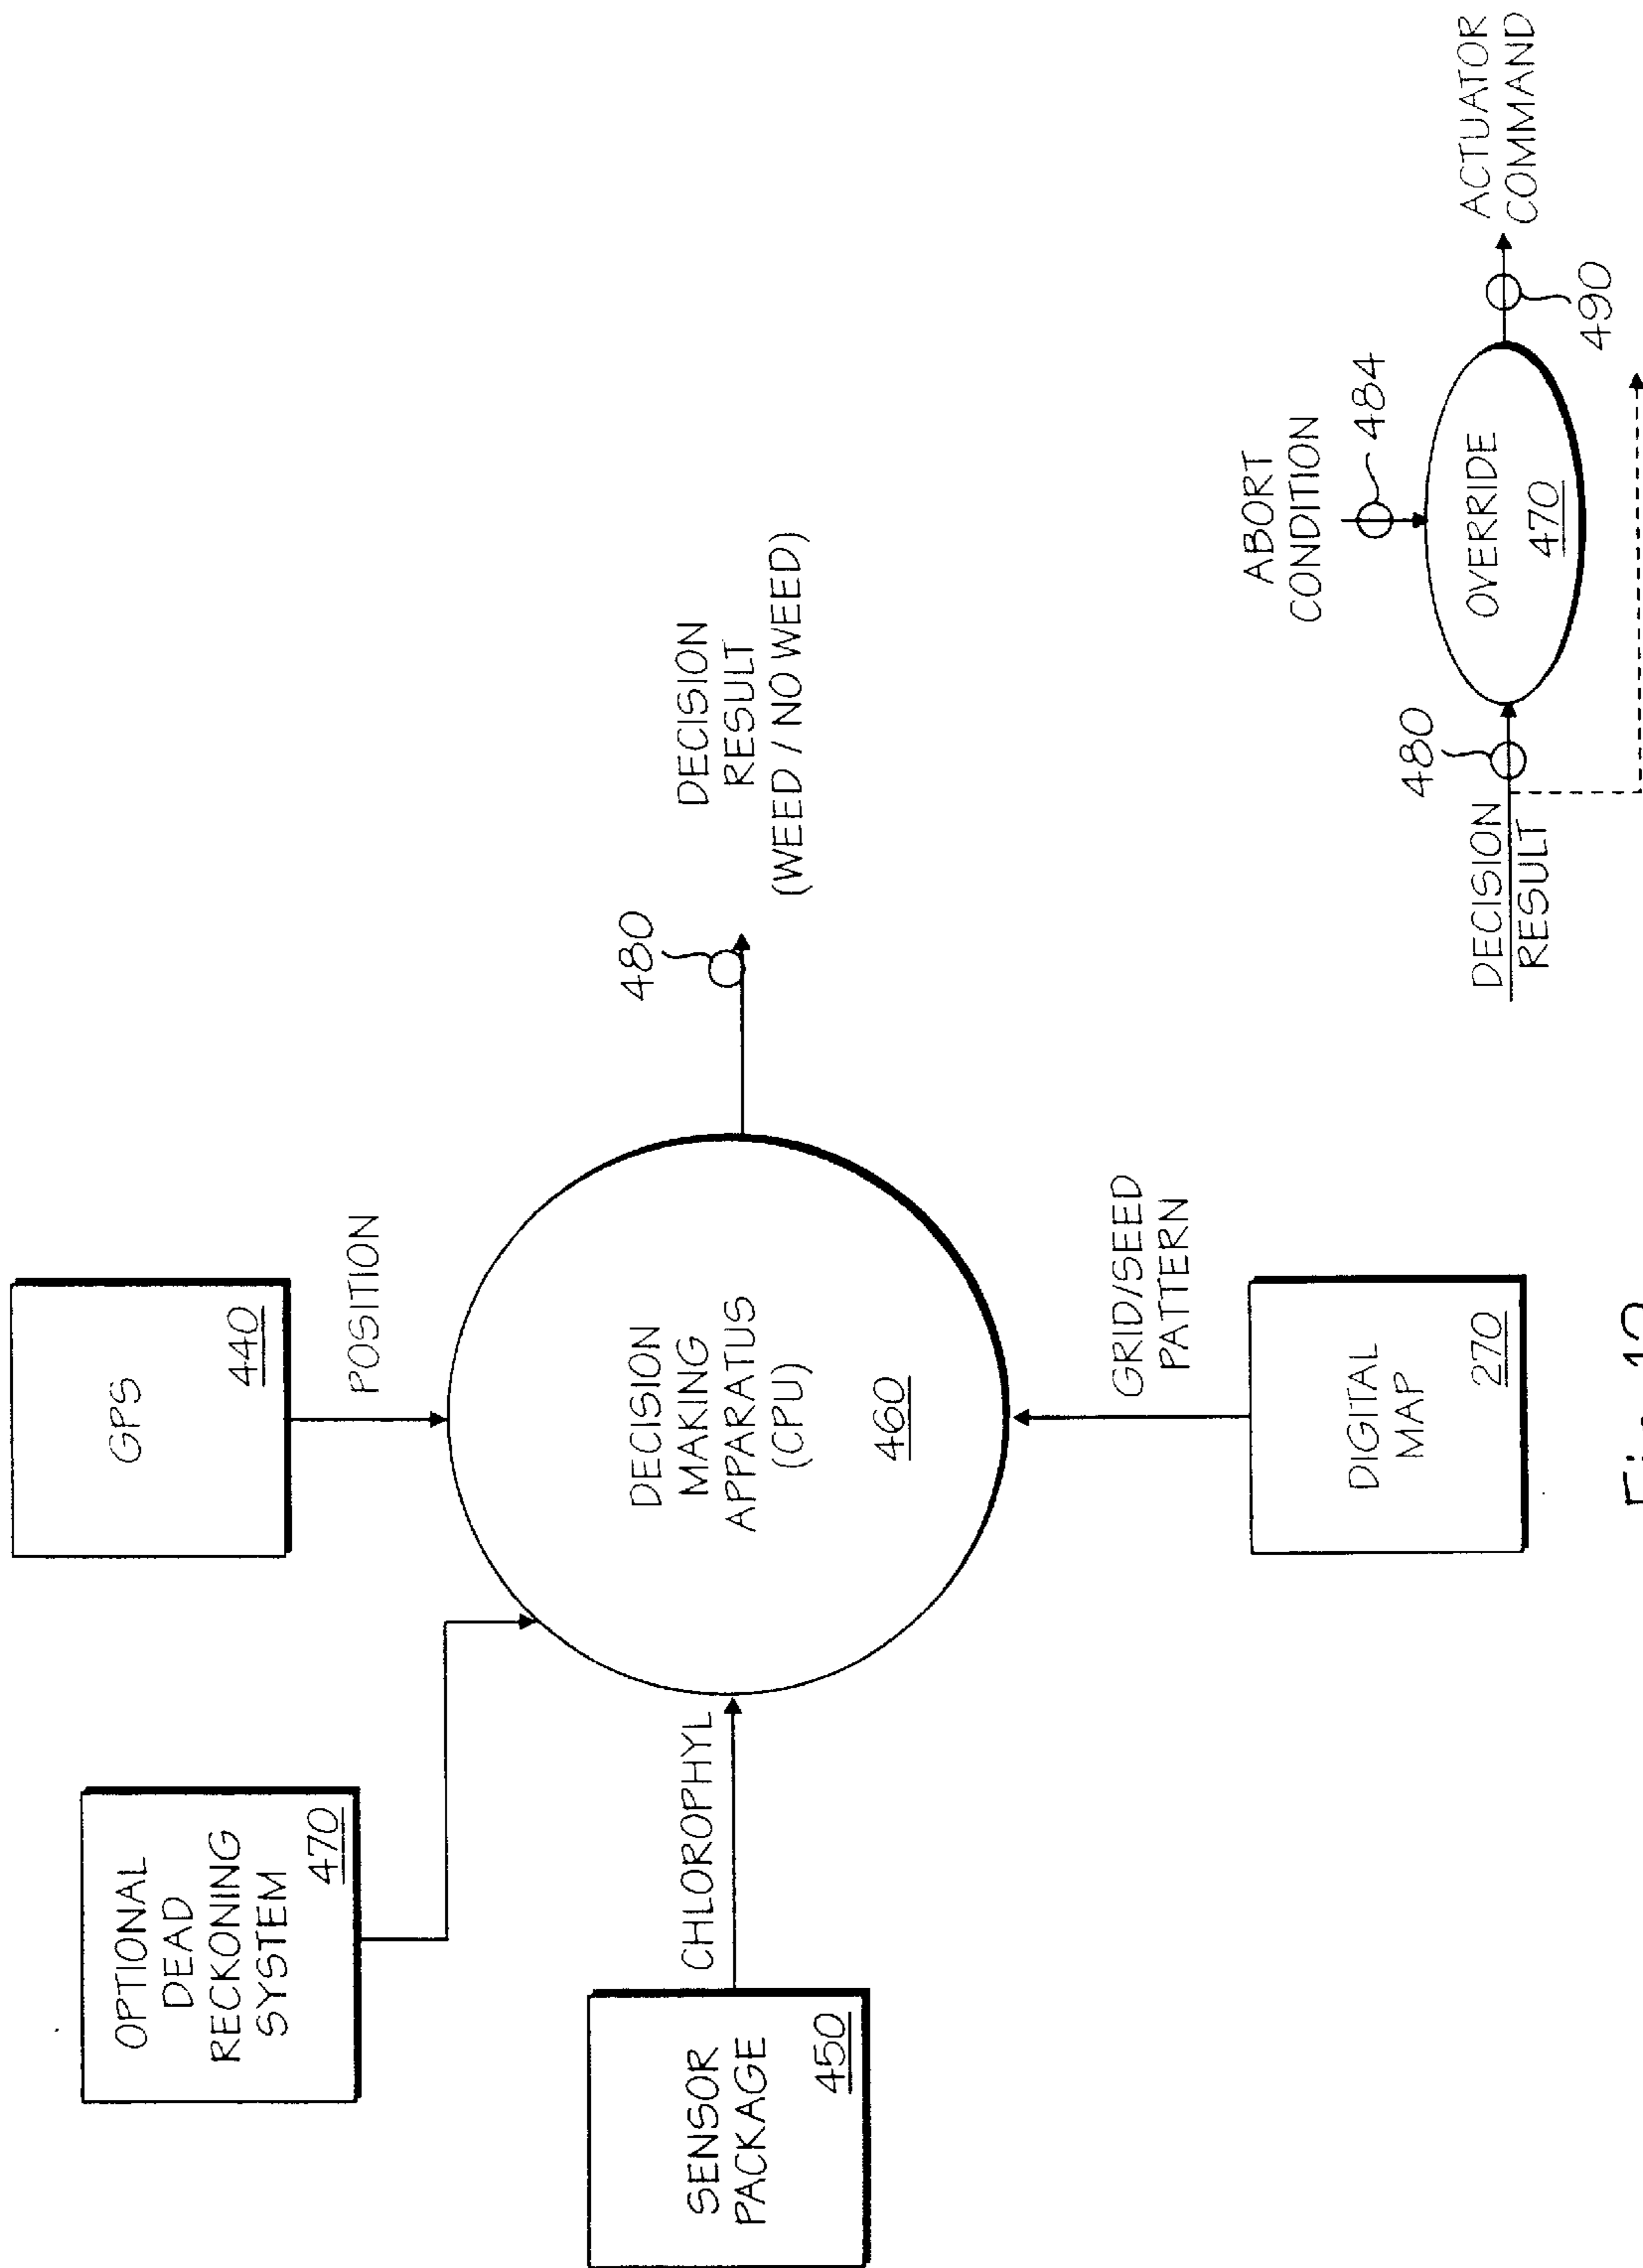 GPS
440
POSITION
OPTIONAL
DEAD
RECKONING
SYSTEM
470
SENSOR
PACKAGE
450
CHLOROPHYL
DECISION
MAKING
APPARATUS
(CPU)
460
480
DECISION
RESULT
(WEED / NO WEED)
GRID/SEED
PATTERN
DIGITAL
MAP
270
ABORT
CONDITION
484
DECISION
RESULT
480
OVERRIDE
470
490
ACTUATOR
COMMAND